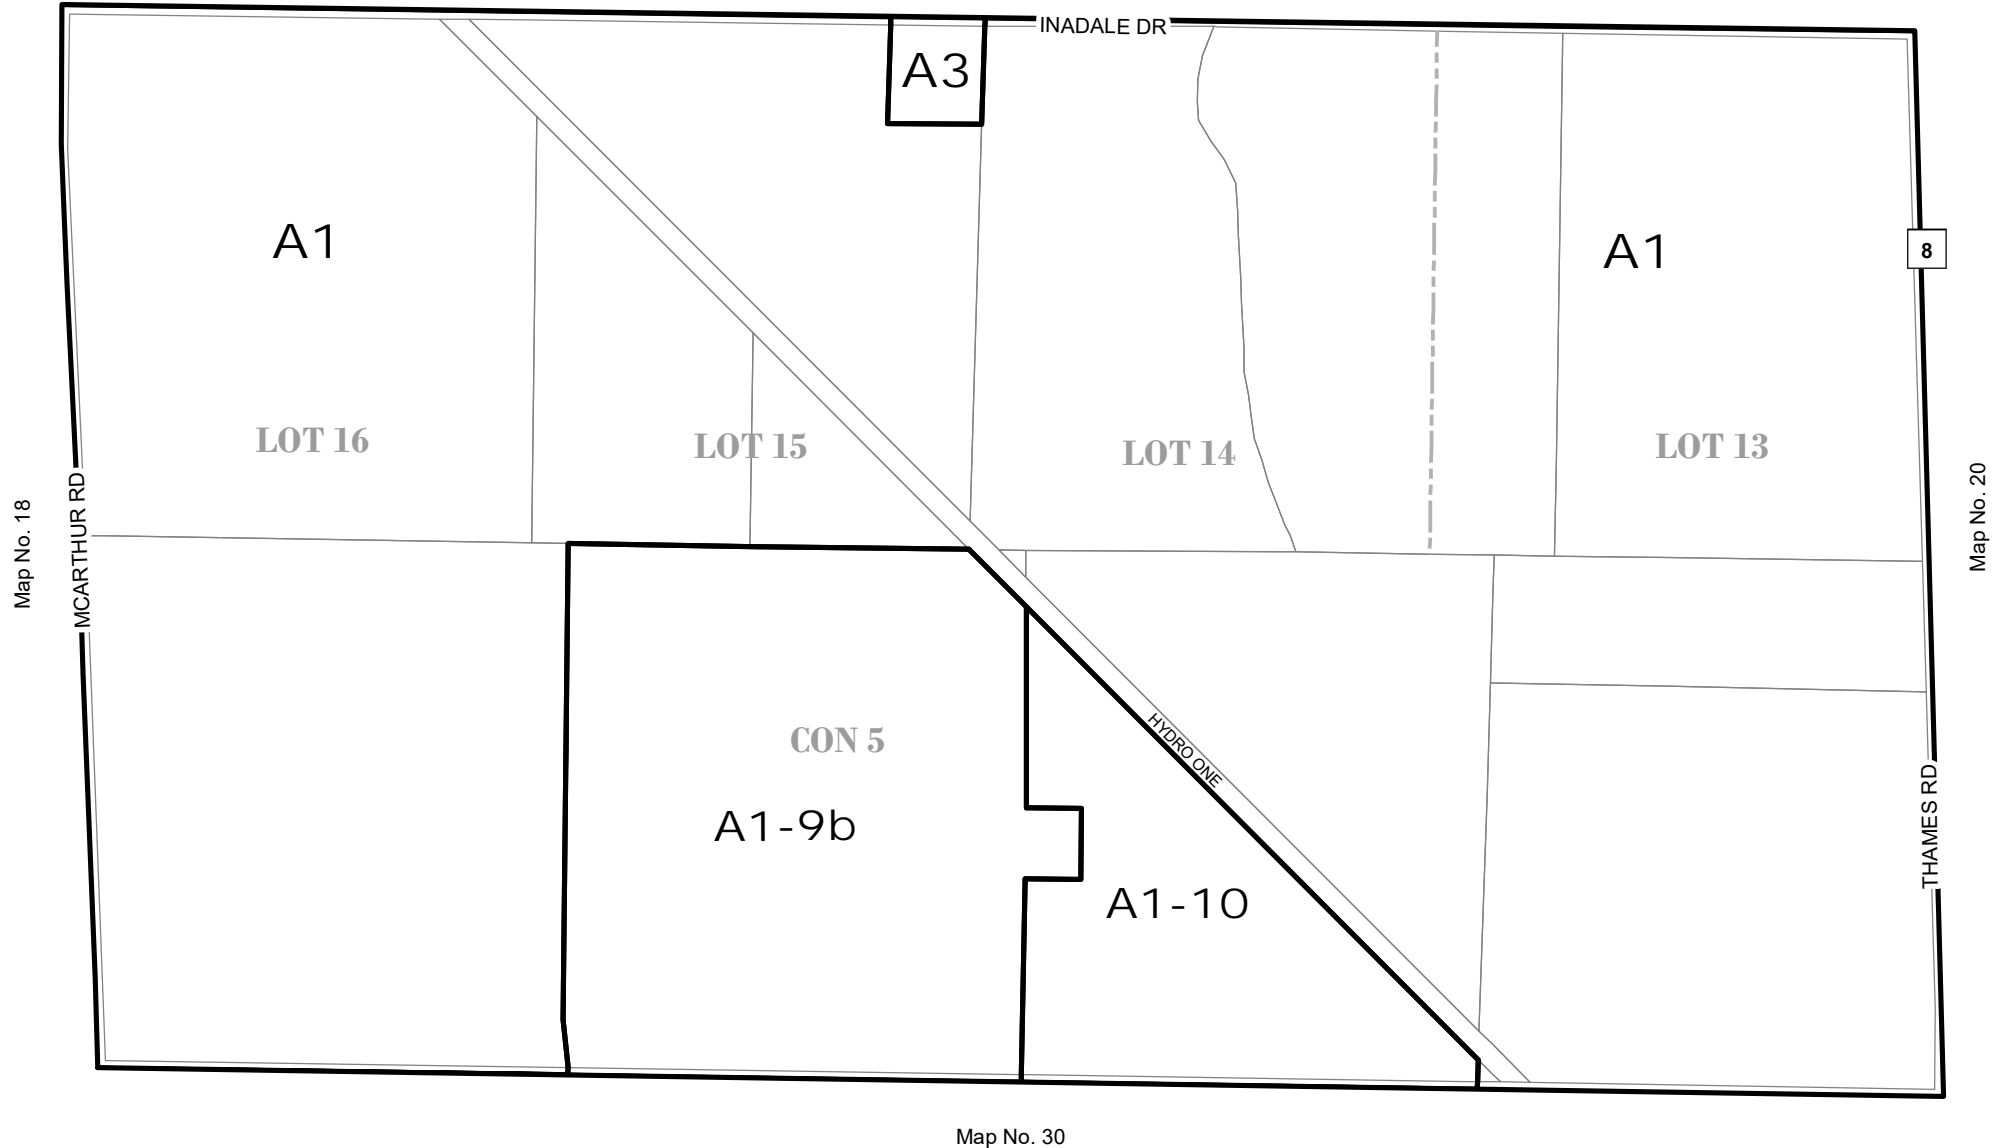 INADALE DR
A3
A1
A1
8
LOT 16
LOT 15
LOT 14
LOT 13
Map No. 18
MCARTHUR RD
Map No. 20
CON 5
HYDRO ONE
A1-9b
THAMES RD
A1-10
Map No. 30